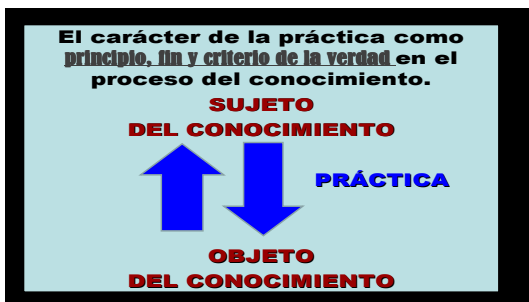 El carácter de la práctica como
principio, fin y criterio de la verdad en el
proceso del conocimiento.
SUJETO
DEL CONOCIMIENTO
PRÁCTICA
OBJETO
DEL CONOCIMIENTO